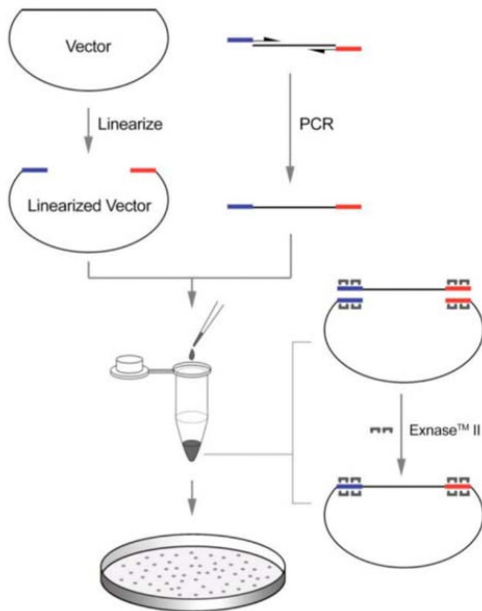 Vector
Linearize
PCR
Linearized Vector
Exnase™ II